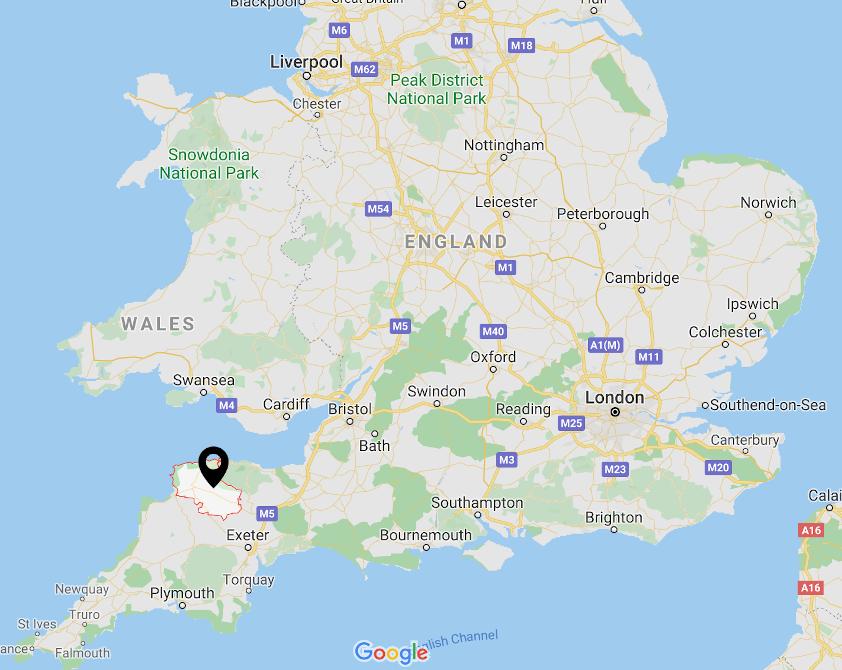 Blackpool
Great Britain
Hull
M6
M1
M18
Liverpool
M62
Peak District
National Park
Chester
Nottingham
Snowdonia
National Park
M54
Leicester
Peterborough
Norwich
ENGLAND
M1
Cambridge
WALES
M5
M40
Ipswich
Colchester
A1(M)
M11
Oxford
Swansea
M4
Cardiff
Bristol
Swindon
London
Reading
M25
Southend-on-Sea
Bath
Canterbury
M3
M23
M20
Southampton
Calai
M5
Brighton
A16
Exeter
Bournemouth
Torquay
A16
Newquay
Plymouth
Truro
St Ives
ance
Falmouth
Google
glish Channel